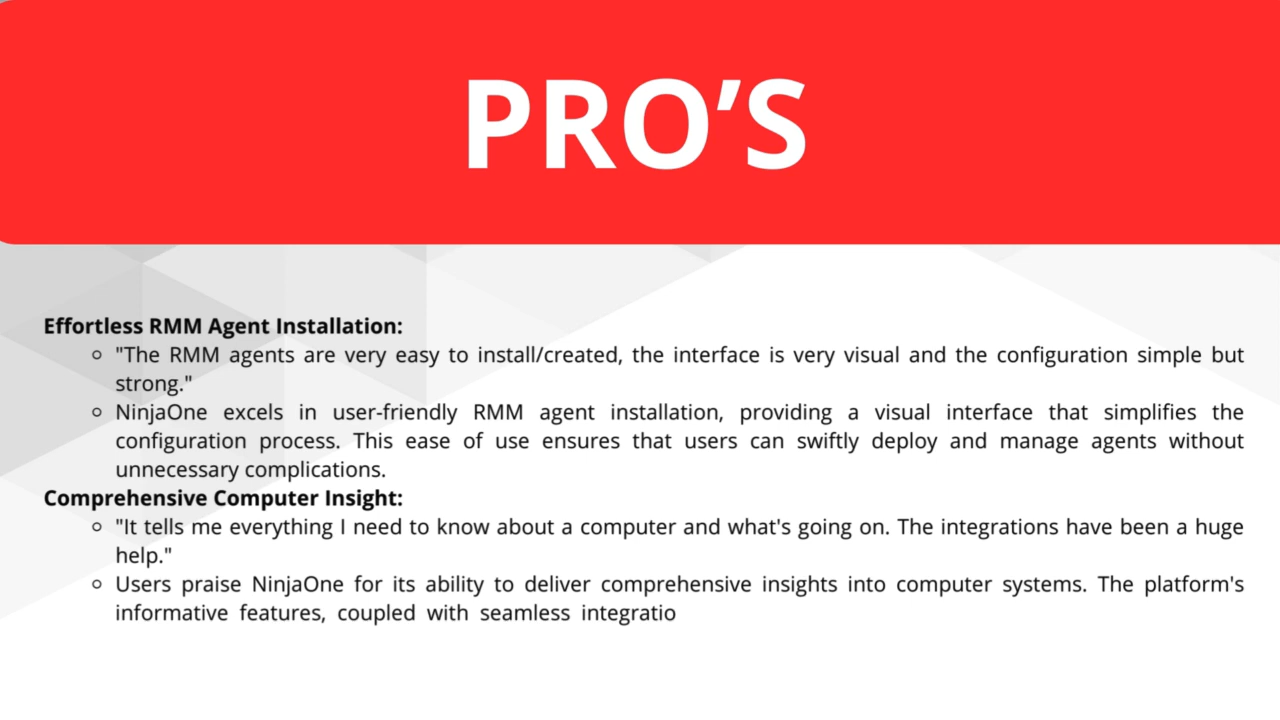 PRO’S
Effortless RMM Agent Installation:
"The RMM agents are very easy to install/created, the interface is very visual and the configuration simple but
strong."
NinjaOne excels in user-friendly RMM agent installation, providing a visual interface that simplifies the
configuration process. This ease of use ensures that users can swiftly deploy and manage agents without
unnecessary complications.
Comprehensive Computer Insight:
"It tells me everything I need to know about a computer and what's going on. The integrations have been a huge
help."
Users praise NinjaOne for its ability to deliver comprehensive insights into computer systems. The platform's
informative features, coupled with seamless integratio